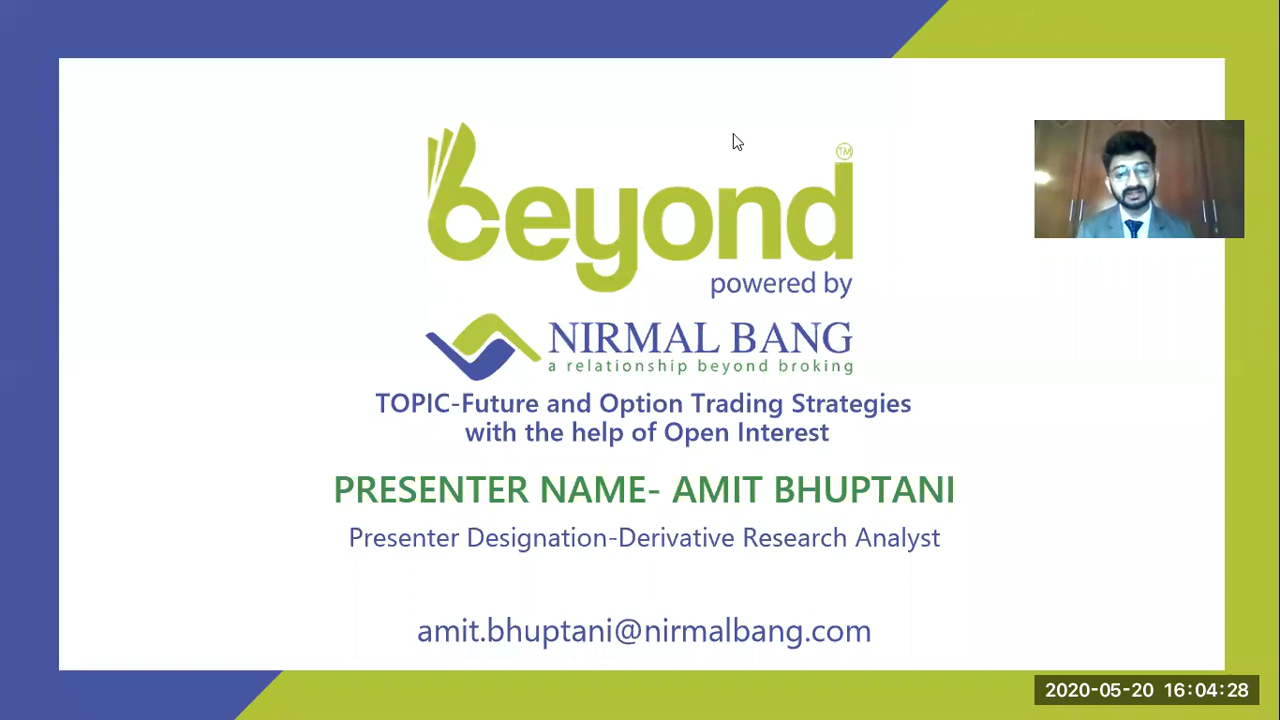 beyond
TM
powered by
NIRMAL BANG
a relationship beyond broking
TOPIC-Future and Option Trading Strategies
with the help of Open Interest
PRESENTER NAME- AMIT BHUPTANI
Presenter Designation-Derivative Research Analyst
amit.bhuptani@nirmalbang.com
2020-05-20 16:04:28